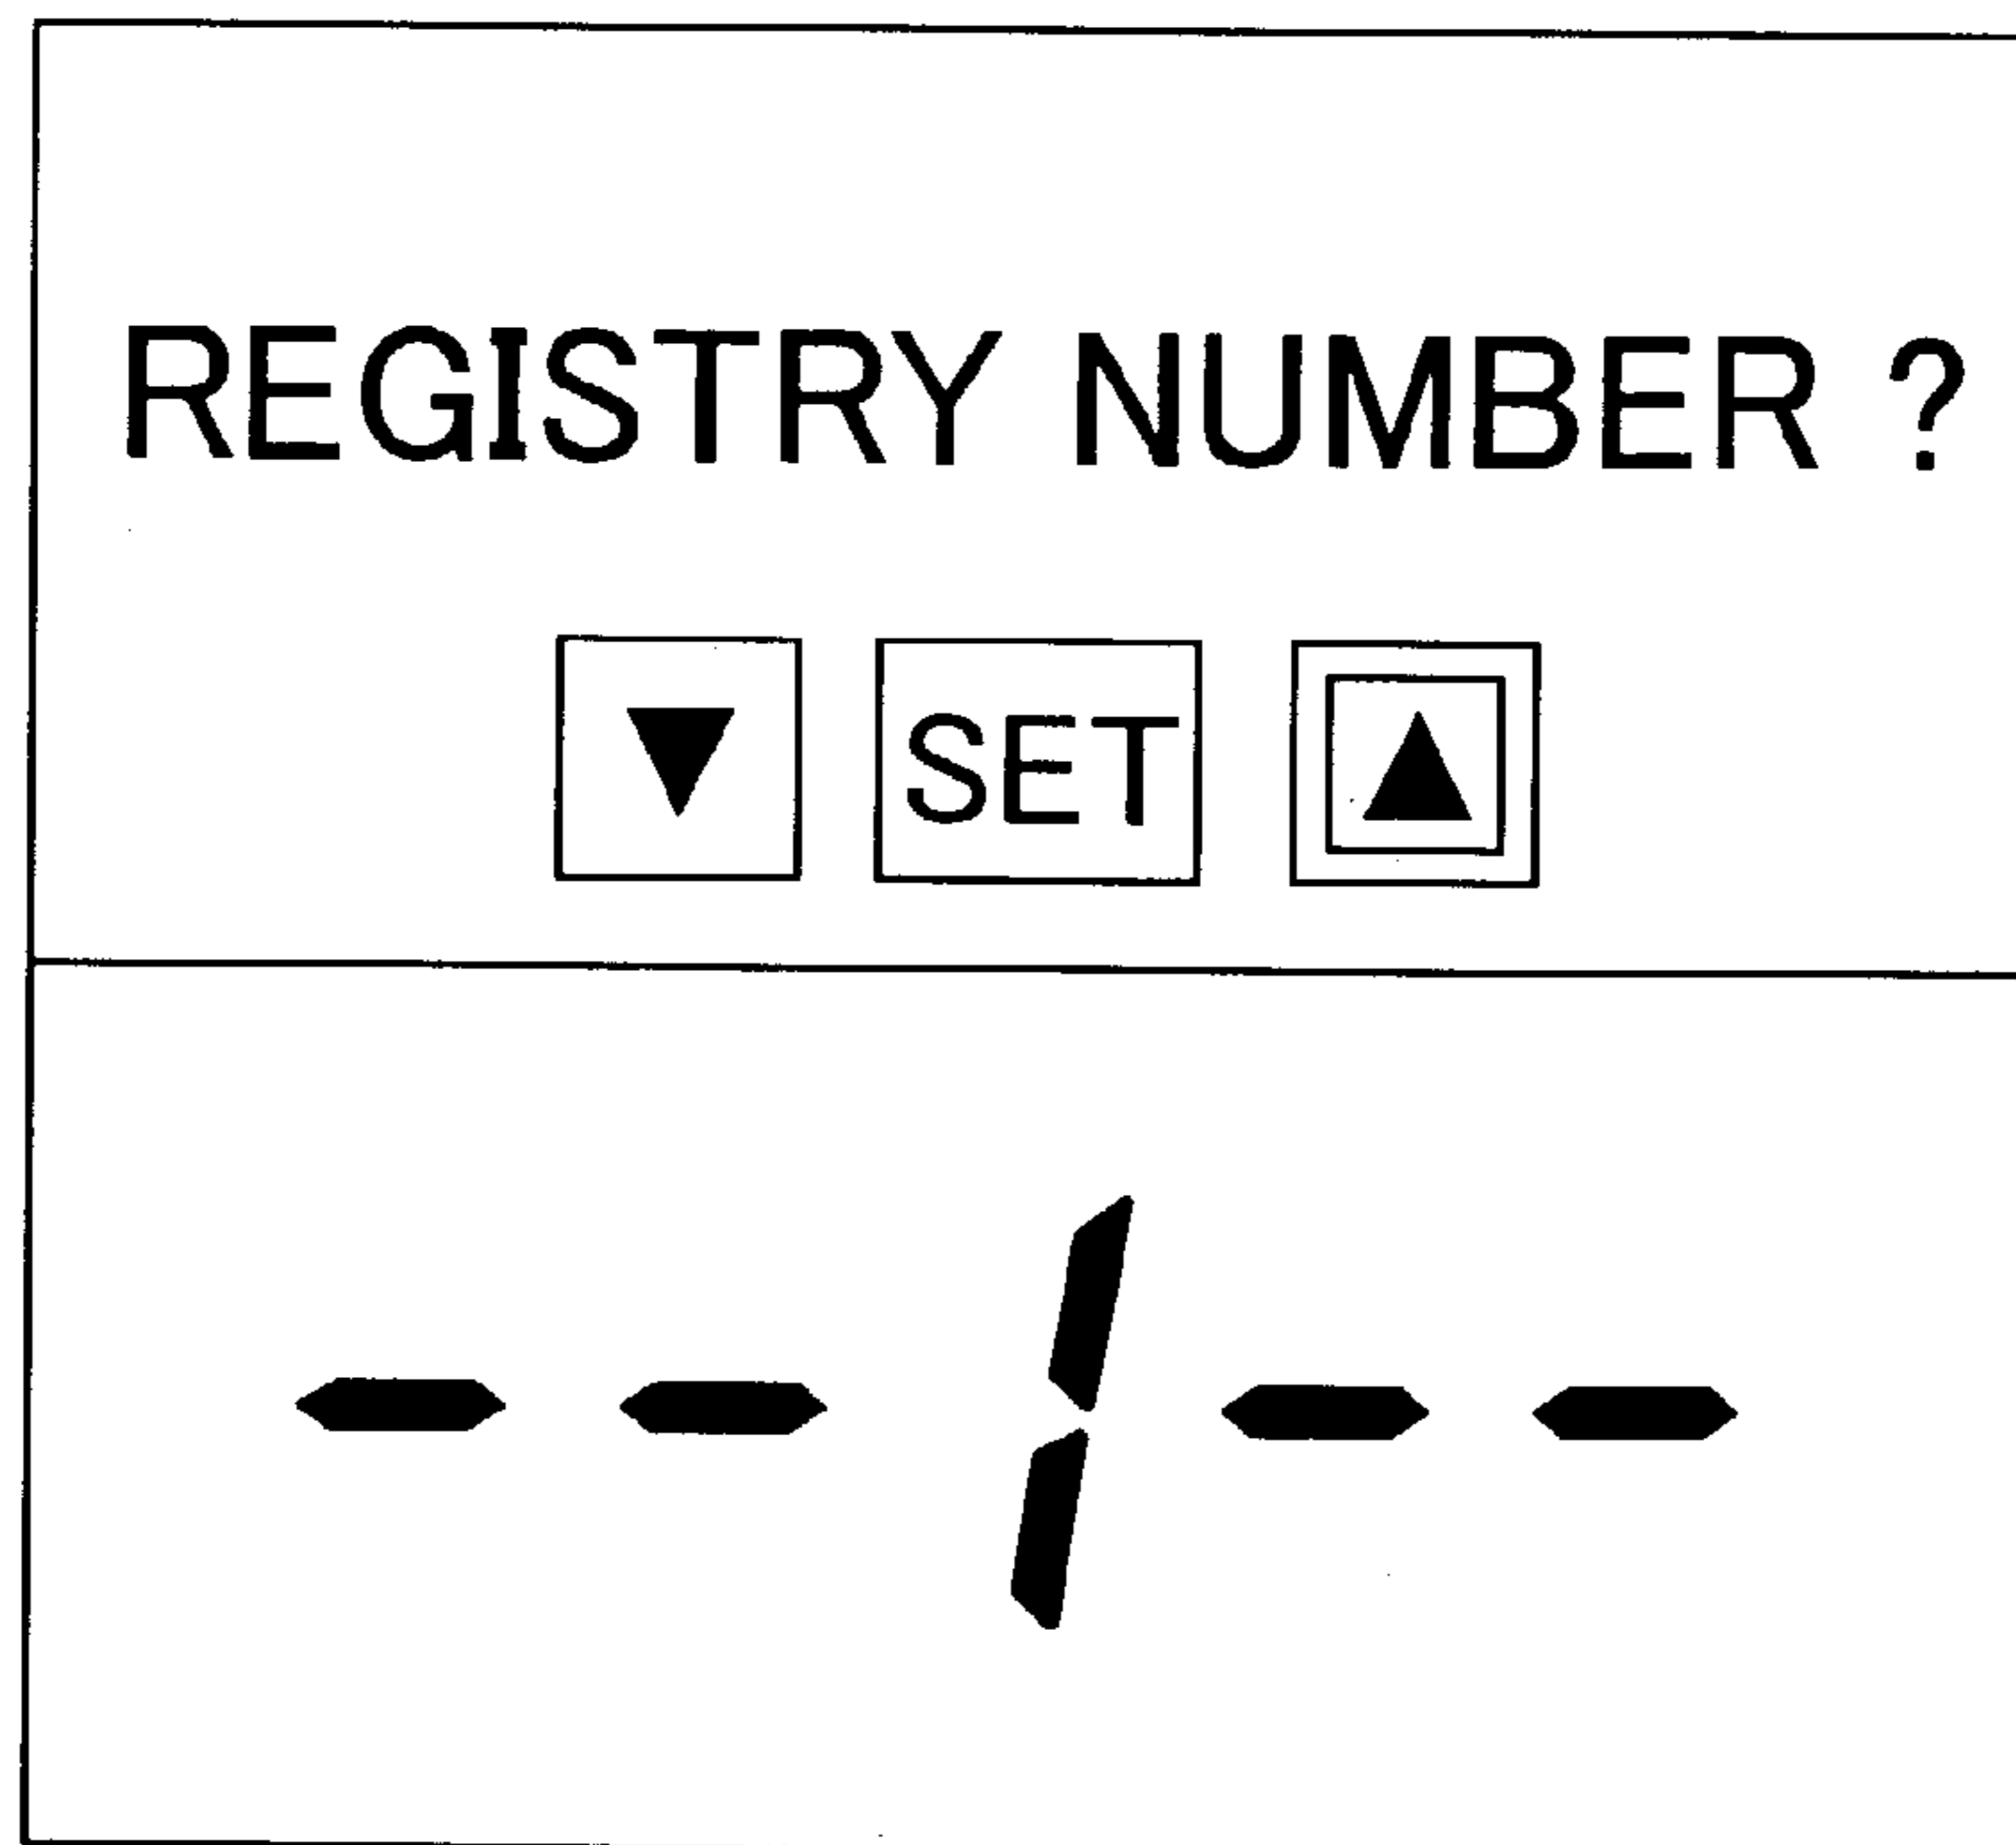 REGISTRY NUMBER ?
▼ SET ▲
--1--